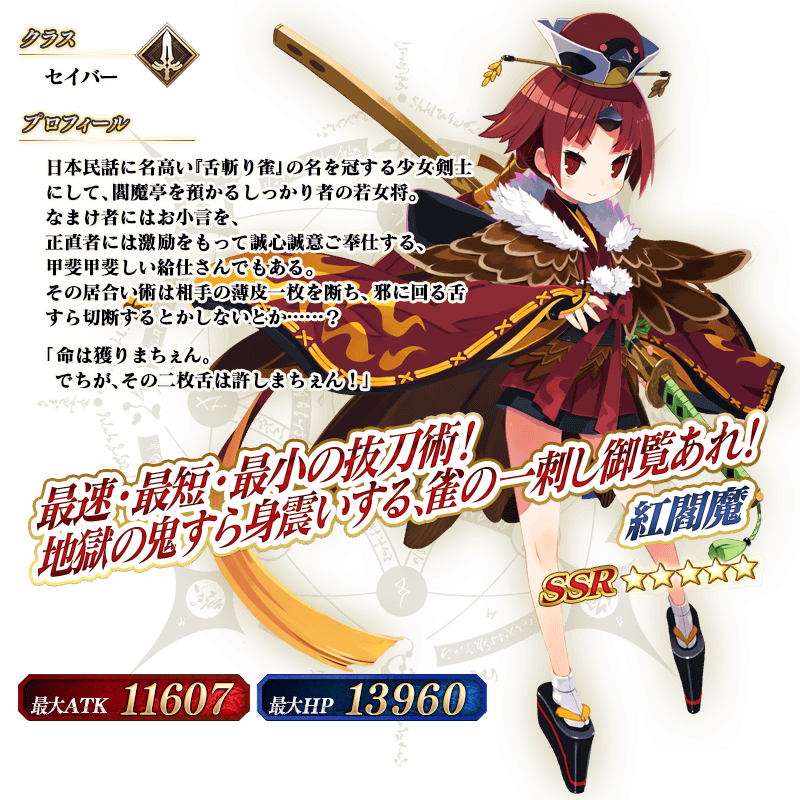 クラス
セイバー
プロフィール
日本民話に名高い『舌斬り雀』の名を冠する少女剣士
にして、閻魔亭を預かるしっかり者の若女将。
なまけ者にはお小言を、
正直者には激励をもって誠心誠意ご奉仕する、
甲斐甲斐しい給仕さんでもある。
その居合い術は相手の薄皮一枚を断ち、邪に回る舌
すら切断するとかしないとか……？
「命は獲りまちぇん。
でちが、その二枚舌は許しまちぇん！」
最速・最短・最小の抜刀術！
地獄の鬼すら身震いする、雀の一刺し御覧あれ！
紅閻魔
SSR ☆☆☆☆☆
最大ATK 11607
最大HP 13960